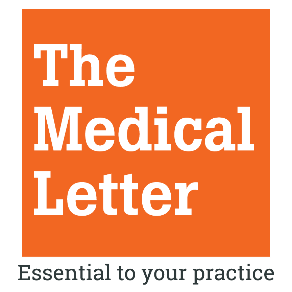 The
Medical
Letter
Essential to your practice